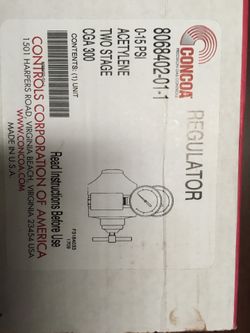 CONCOA
REGULATOR
8068402-01-1
0-15 PSI
ACETYLENE
TWO STAGE
CGA 300
CONTENTS: (1) UNIT
Read Instructions Before Use
CONTROLS CORPORATION OF AMERICA
1501 HARPERS ROAD, VIRGINIA BEACH, VIRGINIA 23454 USA
WWW.CONCOA.COM
MADE IN U.S.A.